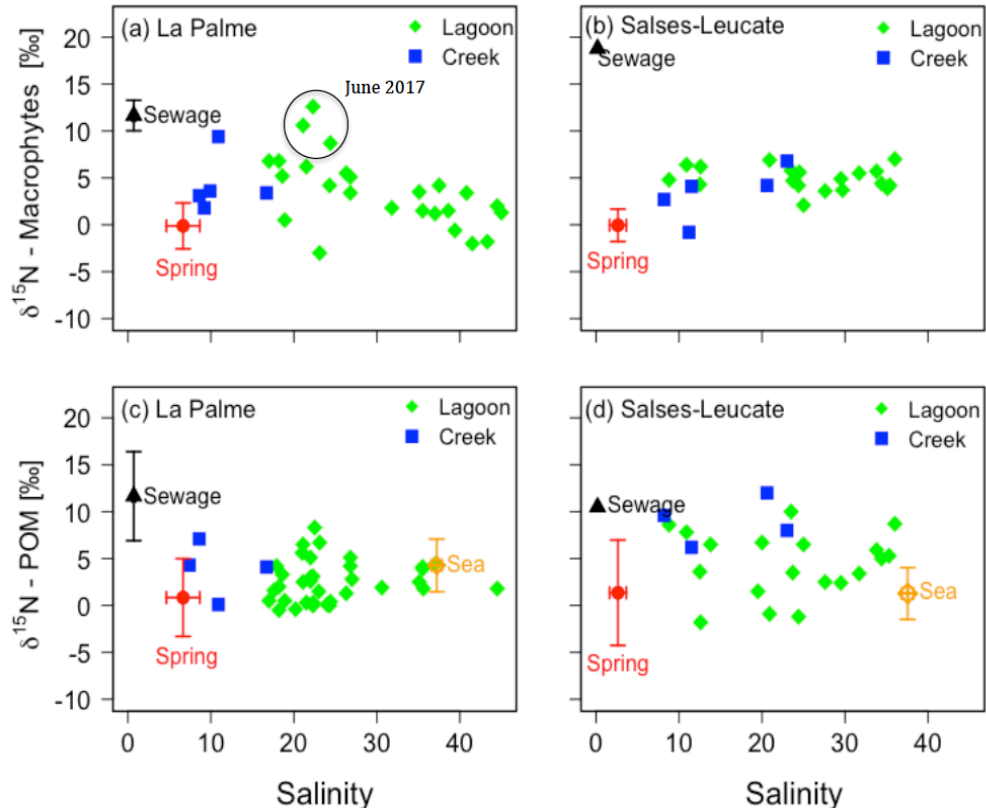 (a) La Palme
Lagoon
Creek
June 2017
Sewage
Spring
δ15N - Macrophytes [‰]
20
15
10
5
0
-5
-10
(b) Salses-Leucate
Lagoon
Creek
Sewage
Spring
(c) La Palme
Lagoon
Creek
Sewage
Sea
Spring
δ15N - POM [‰]
20
15
10
5
0
-5
-10
0 10 20 30 40
Salinity
(d) Salses-Leucate
Lagoon
Creek
Sewage
Sea
Spring
0 10 20 30 40
Salinity